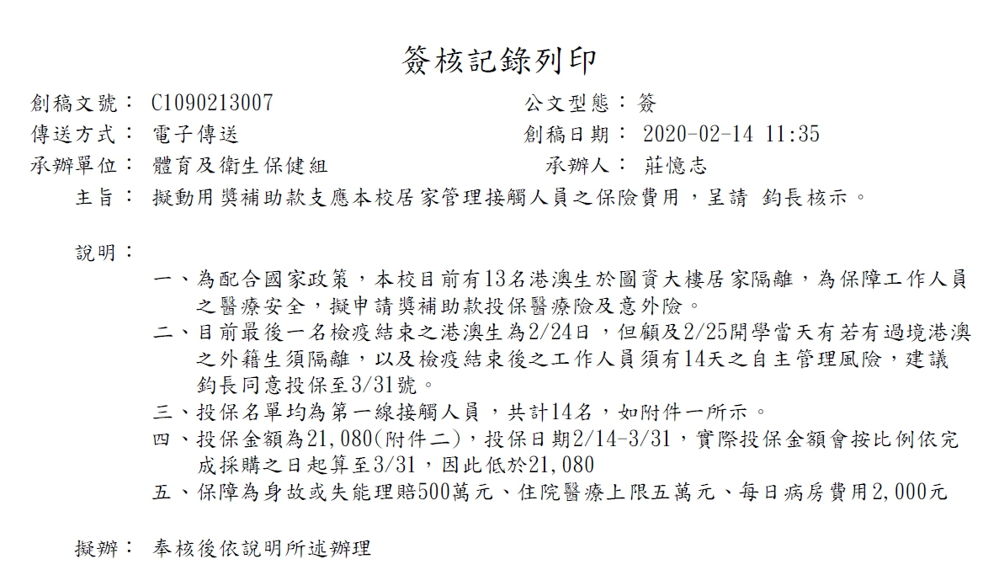 簽核記錄列印
創稿文號： C1090213007 公文型態：簽
傳送方式： 電子傳送 創稿日期： 2020-02-14 11:35
承辦單位： 體育及衛生保健組 承辦人： 莊憶志
主旨： 擬動用獎補助款支應本校居家管理接觸人員之保險費用，呈請 鈞長核示。
說明：
一、為配合國家政策，本校目前有13名港澳生於圖資大樓居家隔離，為保障工作人員
之醫療安全，擬申請獎補助款投保醫療險及意外險。
二、目前最後一名檢疫結束之港澳生為2/24日，但顧及2/25開學當天有若有過境港澳
之外籍生須隔離，以及檢疫結束後之工作人員須有14天之自主管理風險，建議
鈞長同意投保至3/31號。
三、投保名單均為第一線接觸人員，共計14名，如附件一所示。
四、投保金額為21,080(附件二)，投保日期2/14-3/31，實際投保金額會按比例依完
成採購之日起算至3/31，因此低於21,080
五、保障為身故或失能理賠500萬元、住院醫療上限五萬元、每日病房費用2,000元
擬辦： 奉核後依說明所述辦理